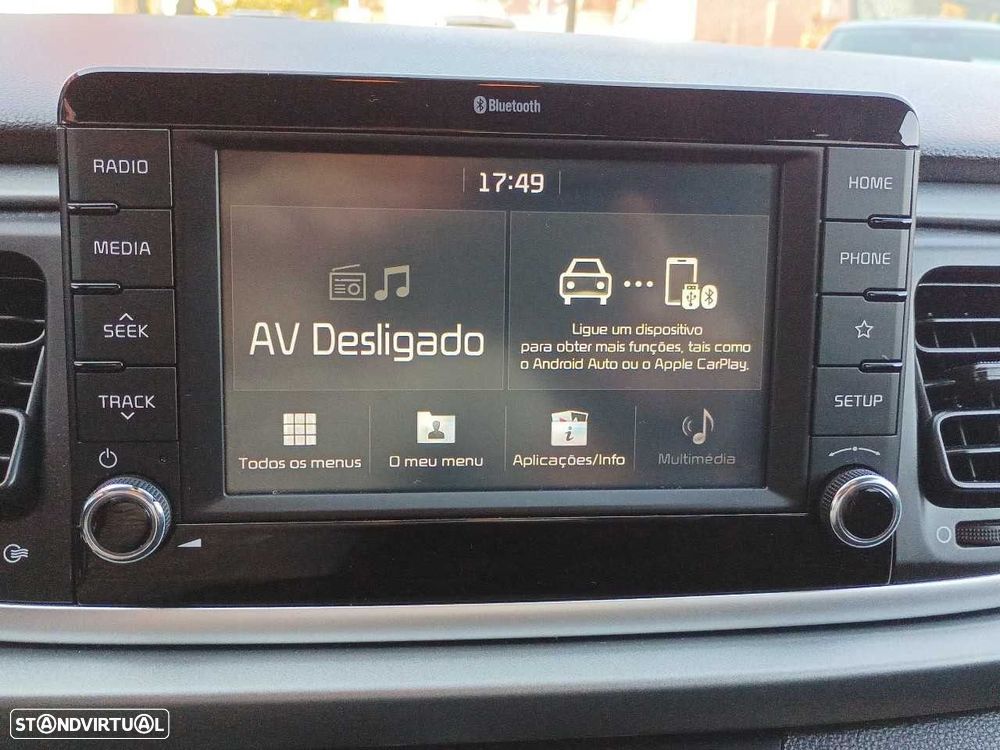 Bluetooth
RADIO
MEDIA
SEEK
TRACK
17:49
AV Desligado
Ligue um dispositivo
para obter mais funções, tais como
o Android Auto ou o Apple CarPlay.
Todos os menus
O meu menu
Aplicações/Info
Multimédia
HOME
PHONE
SETUP
STANDVIRTUAL